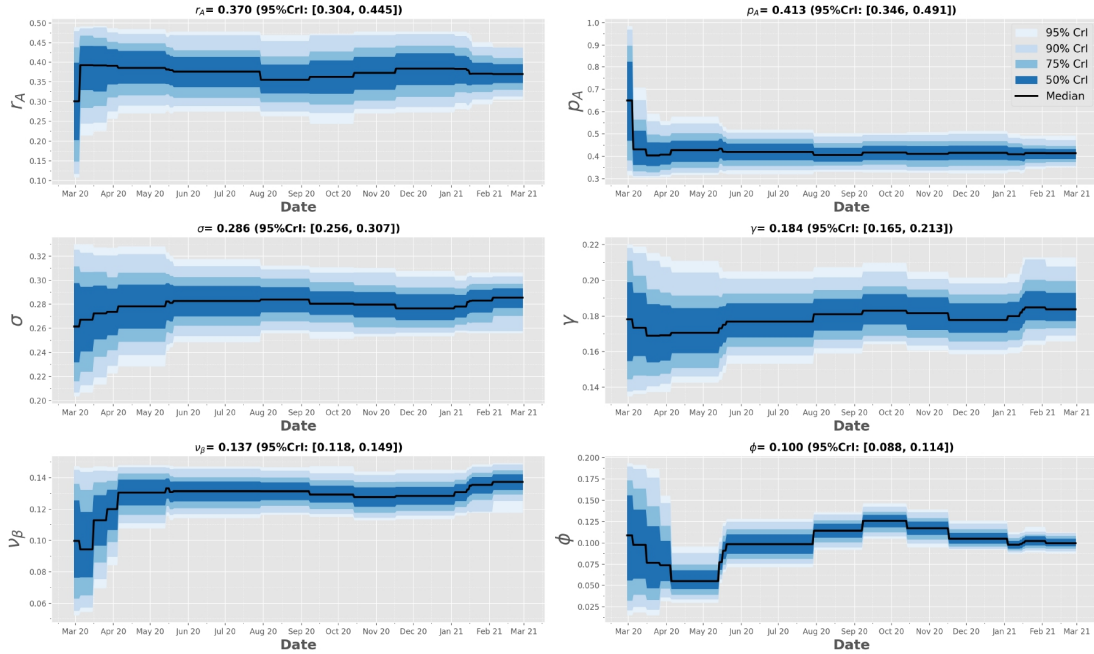 r_A = 0.370 (95%CrI: [0.304, 0.445])
0.50
0.45
0.40
0.35
0.30
0.25
0.20
0.15
0.10
r_A
Mar 20 Apr 20 May 20 Jun 20 Jul 20 Aug 20 Sep 20 Oct 20 Nov 20 Dec 20 Jan 21 Feb 21 Mar 21
Date
p_A = 0.413 (95%CrI: [0.346, 0.491])
1.0
0.9
0.8
0.7
0.6
0.5
0.4
0.3
p_A
95% CrI
90% CrI
75% CrI
50% CrI
Median
Mar 20 Apr 20 May 20 Jun 20 Jul 20 Aug 20 Sep 20 Oct 20 Nov 20 Dec 20 Jan 21 Feb 21 Mar 21
Date
σ= 0.286 (95%CrI: [0.256, 0.307])
0.32
0.30
0.28
0.26
0.24
0.22
0.20
σ
Mar 20 Apr 20 May 20 Jun 20 Jul 20 Aug 20 Sep 20 Oct 20 Nov 20 Dec 20 Jan 21 Feb 21 Mar 21
Date
γ= 0.184 (95%CrI: [0.165, 0.213])
0.22
0.20
0.18
0.16
0.14
γ
Mar 20 Apr 20 May 20 Jun 20 Jul 20 Aug 20 Sep 20 Oct 20 Nov 20 Dec 20 Jan 21 Feb 21 Mar 21
Date
ν_β= 0.137 (95%CrI: [0.118, 0.149])
0.14
0.12
0.10
0.08
0.06
ν_β
Mar 20 Apr 20 May 20 Jun 20 Jul 20 Aug 20 Sep 20 Oct 20 Nov 20 Dec 20 Jan 21 Feb 21 Mar 21
Date
ϕ= 0.100 (95%CrI: [0.088, 0.114])
0.200
0.175
0.150
0.125
0.100
0.075
0.050
0.025
ϕ
Mar 20 Apr 20 May 20 Jun 20 Jul 20 Aug 20 Sep 20 Oct 20 Nov 20 Dec 20 Jan 21 Feb 21 Mar 21
Date